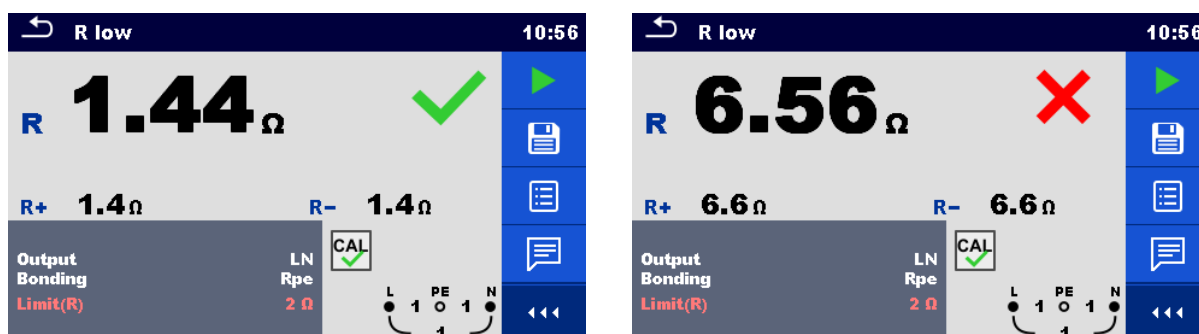 R low 10:56
R 1.44 Ω
R+ 1.4 Ω R- 1.4 Ω
Output LN
Bonding Rpe
Limit(R) 2 Ω
CAL
L PE N
1 1
1
R low 10:56
R 6.56 Ω
R+ 6.6 Ω R- 6.6 Ω
Output LN
Bonding Rpe
Limit(R) 2 Ω
CAL
L PE N
1 1
1